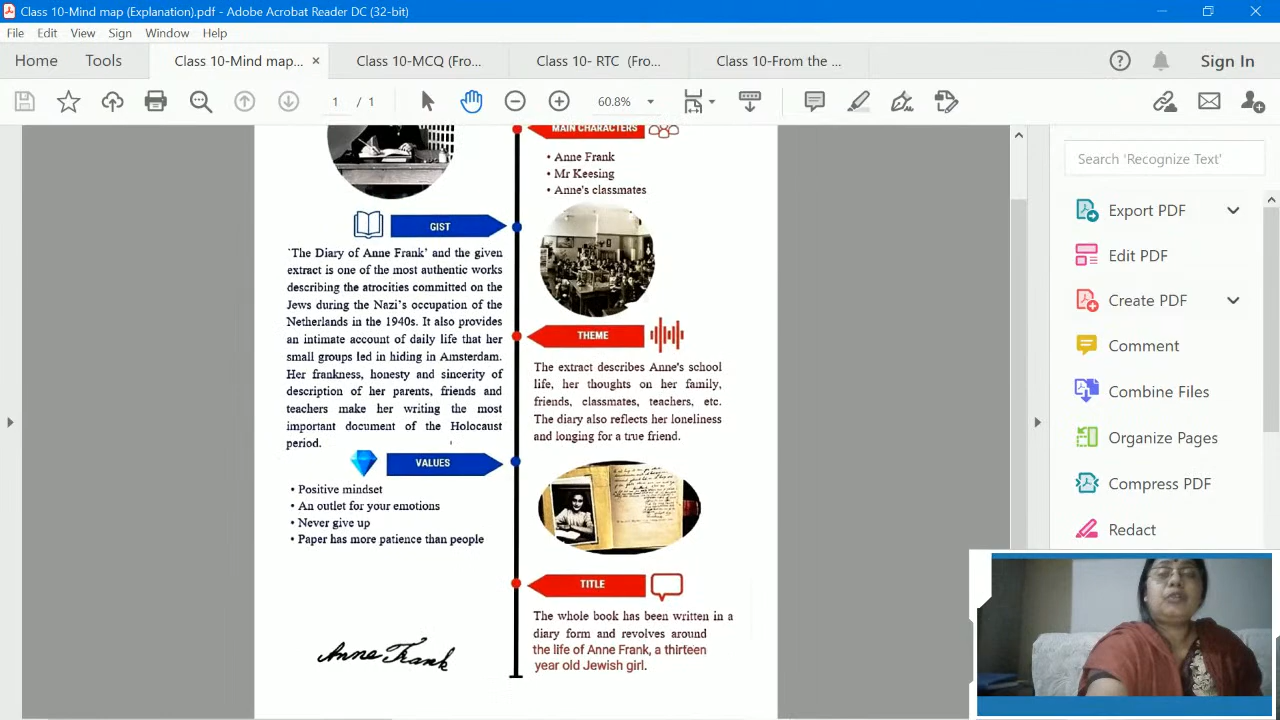 Class 10-Mind map (Explanation).pdf - Adobe Acrobat Reader DC (32-bit)
File Edit View Sign Window Help
Home Tools Class 10-Mind map... × Class 10-MCQ (Fro... Class 10- RTC (Fro... Class 10-From the ... Sign In
1 / 1 60.8%
MAIN CHARACTERS
• Anne Frank
• Mr Keesing
• Anne's classmates
GIST
`The Diary of Anne Frank' and the given
extract is one of the most authentic works
describing the atrocities committed on the
Jews during the Nazi's occupation of the
Netherlands in the 1940s. It also provides
an intimate account of daily life that her
small groups led in hiding in Amsterdam.
Her frankness, honesty and sincerity of
description of her parents, friends and
teachers make her writing the most
important document of the Holocaust
period.
THEME
The extract describes Anne's school
life, her thoughts on her family,
friends, classmates, teachers, etc.
The diary also reflects her loneliness
and longing for a true friend.
VALUES
• Positive mindset
• An outlet for your emotions
• Never give up
• Paper has more patience than people
TITLE
The whole book has been written in a
diary form and revolves around
the life of Anne Frank, a thirteen
year old Jewish girl.
Anne Frank
Search 'Recognize Text'
Export PDF
Edit PDF
Create PDF
Comment
Combine Files
Organize Pages
Compress PDF
Redact